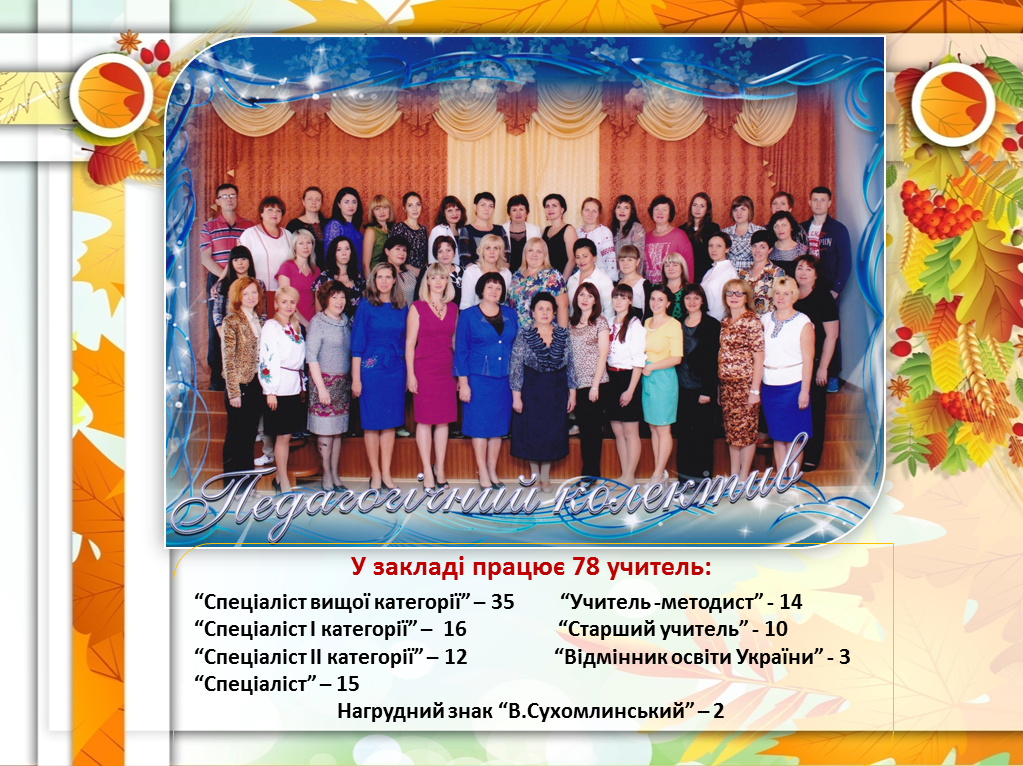 Педагогічний колектив
У закладі працює 78 учитель:
“Спеціаліст вищої категорії” – 35 “Учитель -методист” - 14
“Спеціаліст І категорії” – 16 “Старший учитель” - 10
“Спеціаліст ІІ категорії” – 12 “Відмінник освіти України” - 3
“Спеціаліст” – 15
Нагрудний знак “В.Сухомлинський” – 2